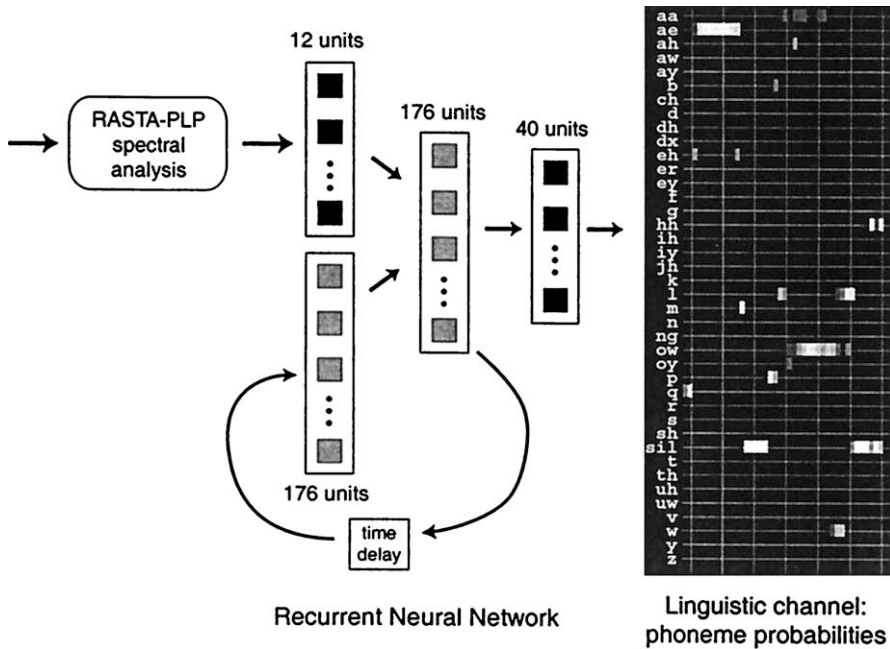 12 units
RASTA-PLP
spectral
analysis
176 units
40 units
176 units
time
delay
Recurrent Neural Network
aa
ae
ah
aw
ay
b
ch
d
dh
dx
eh
er
ey
f
g
hh
ih
iy
jh
k
l
m
n
ng
ow
oy
p
q
r
s
sh
sil
t
th
uh
uw
v
w
y
z
Linguistic channel:
phoneme probabilities